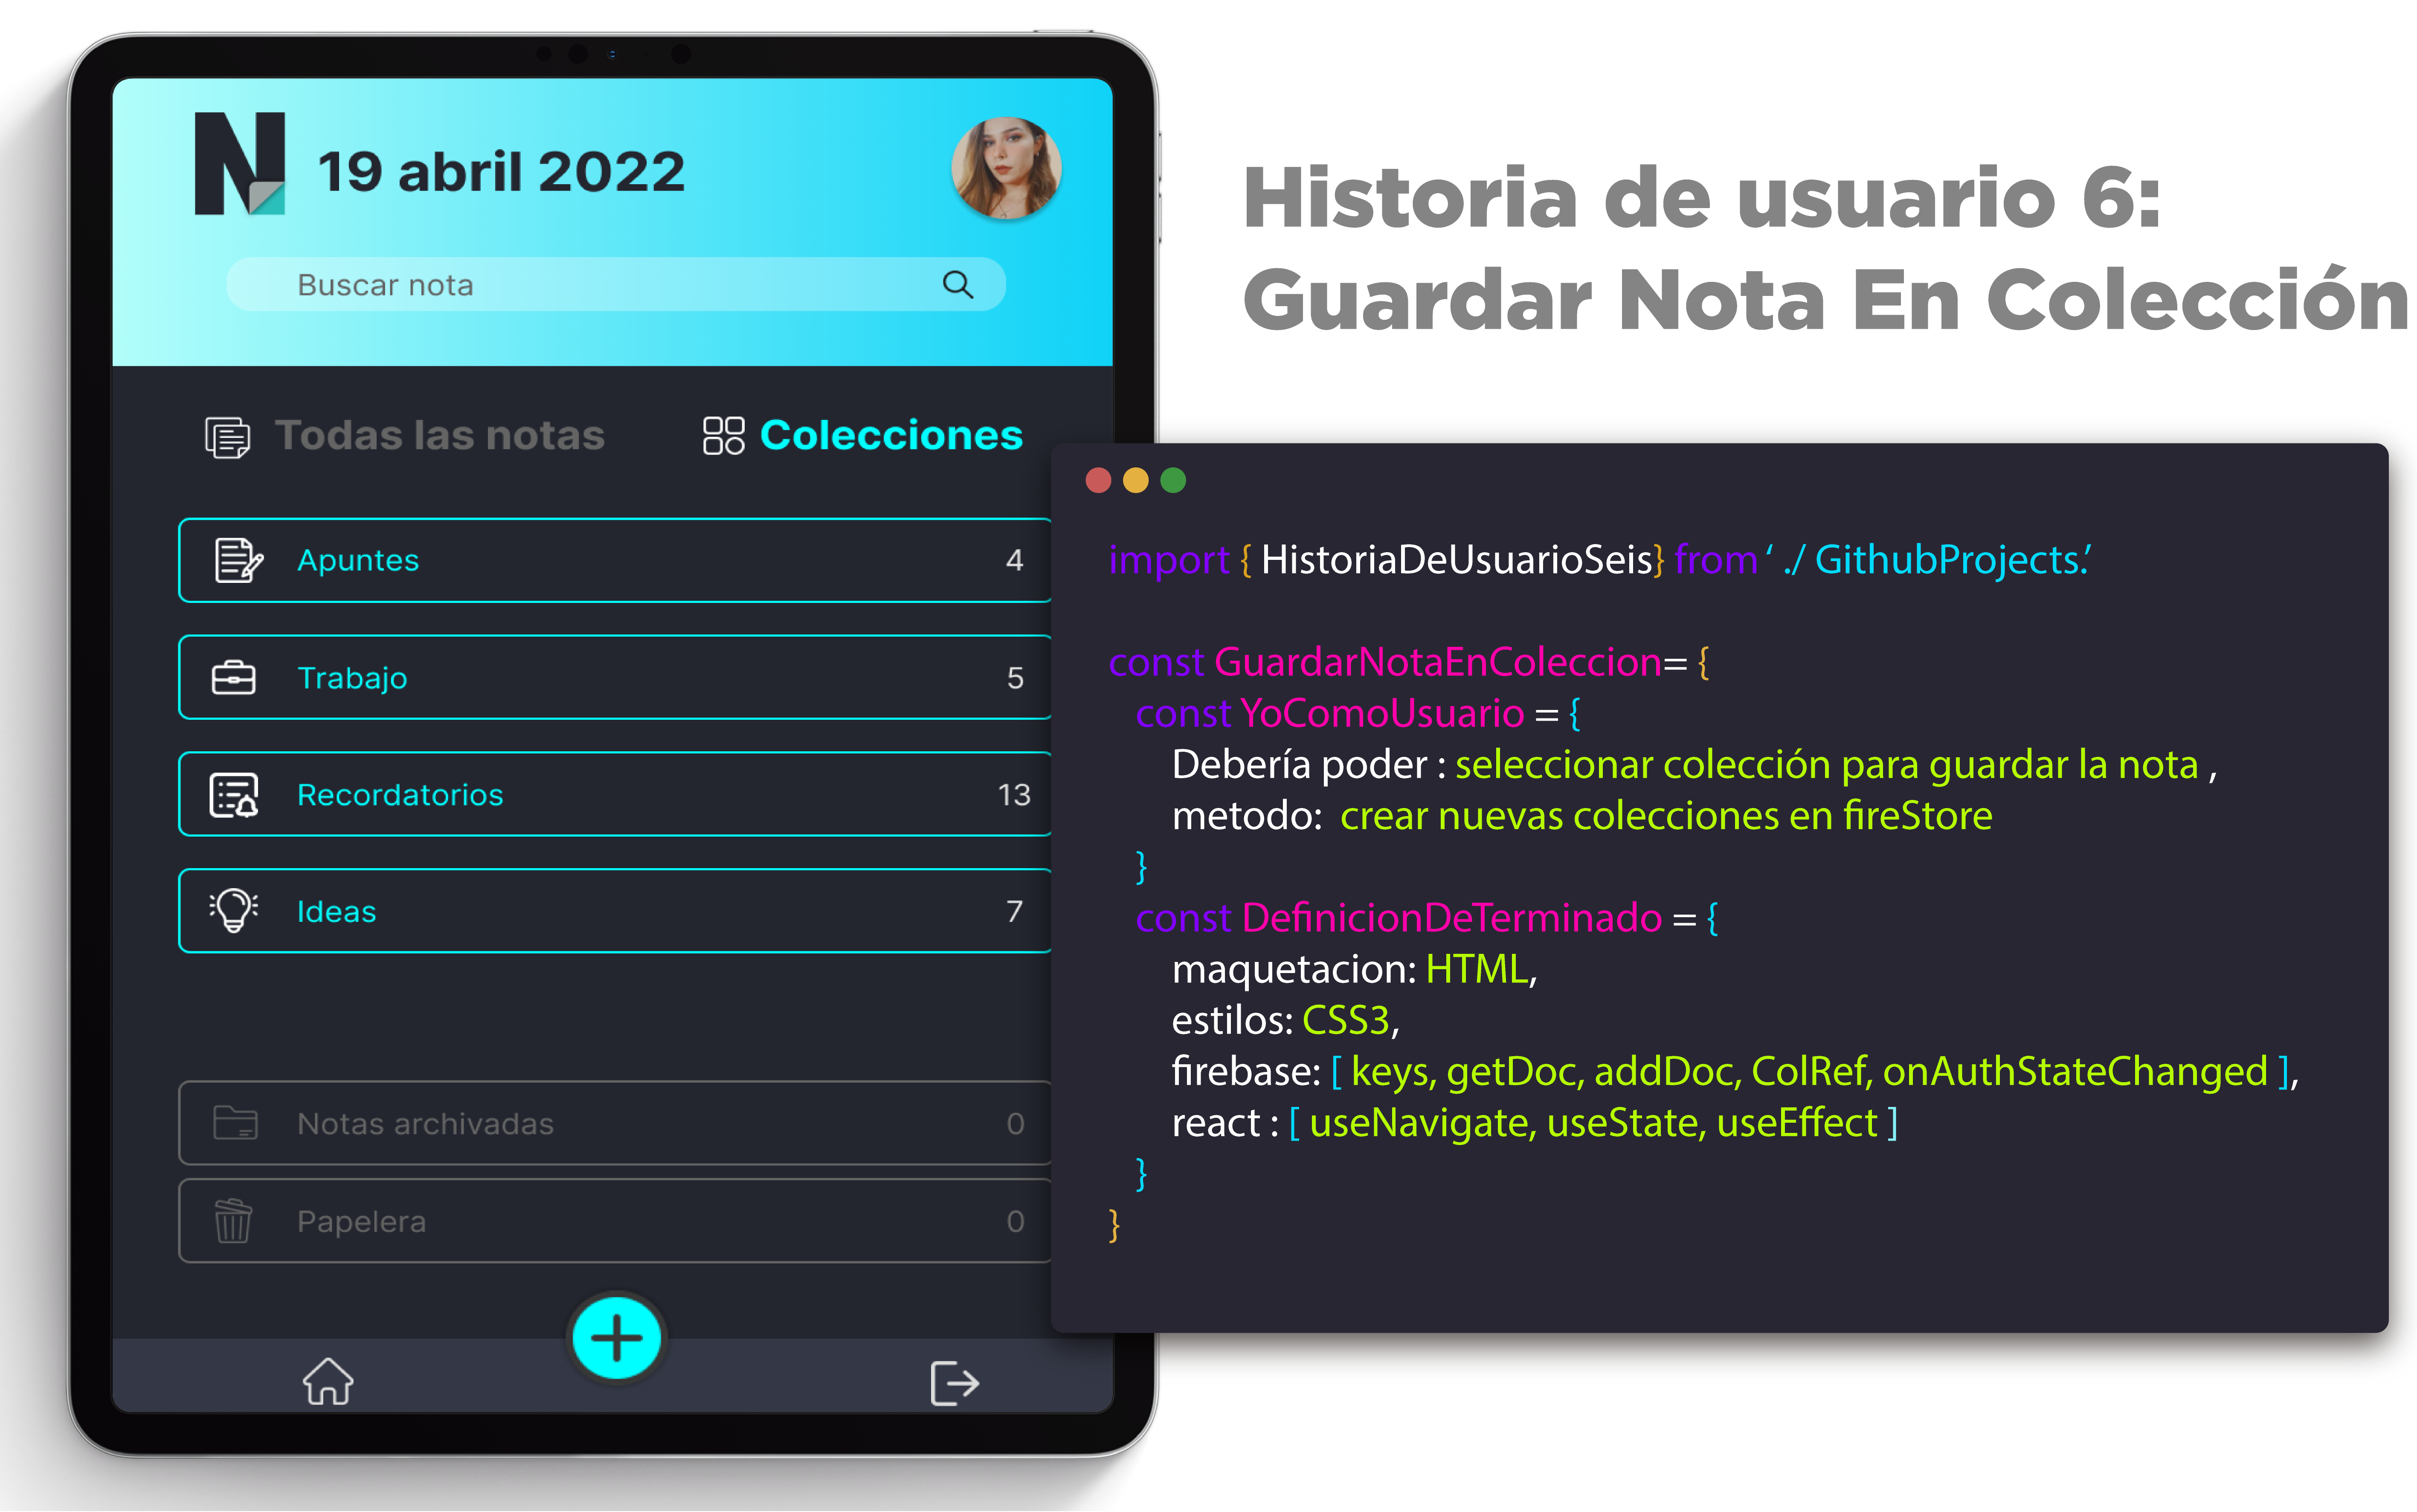 N
19 abril 2022
Buscar nota
Todas las notas
Colecciones
Apuntes 4
Trabajo 5
Recordatorios 13
Ideas 7
Notas archivadas 0
Papelera 0
Historia de usuario 6:
Guardar Nota En Colección
import { HistoriaDeUsuarioSeis} from ‘ ./ GithubProjects.’
const GuardarNotaEnColeccion= {
const YoComoUsuario = {
Debería poder : seleccionar colección para guardar la nota ,
metodo: crear nuevas colecciones en fireStore
}
const DefinicionDeTerminado = {
maquetacion: HTML,
estilos: CSS3,
firebase: [ keys, getDoc, addDoc, ColRef, onAuthStateChanged ],
react : [ useNavigate, useState, useEffect ]
}
}